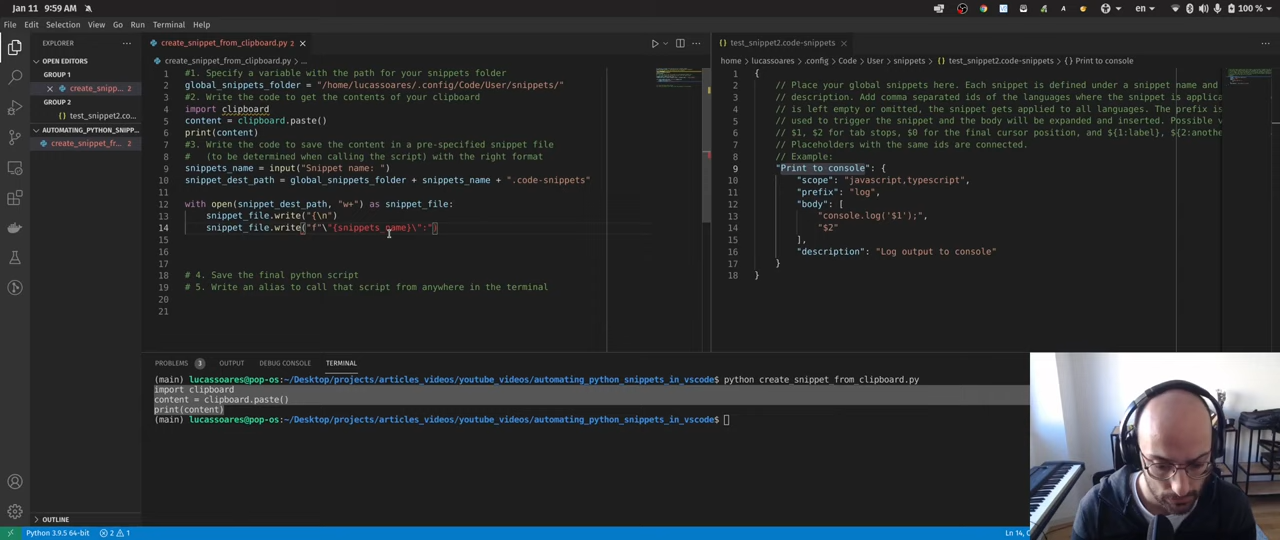 Jan 11 9:59 AM
en
100 %
File Edit Selection View Go Run Terminal Help
EXPLORER
OPEN EDITORS
GROUP 1
create_snipp... 2
GROUP 2
test_snippet2.co...
AUTOMATING_PYTHON_SNIPP...
create_snippet_fr... 2
OUTLINE
create_snippet_from_clipboard.py 2
create_snippet_from_clipboard.py > ...
1 #1. Specify a variable with the path for your snippets folder
2 global_snippets_folder = "/home/lucassoares/.config/Code/User/snippets/"
3 #2. Write the code to get the contents of your clipboard
4 import clipboard
5 content = clipboard.paste()
6 print(content)
7 #3. Write the code to save the content in a pre-specified snippet file
8 # (to be determined when calling the script) with the right format
9 snippets_name = input("Snippet name: ")
10 snippet_dest_path = global_snippets_folder + snippets_name + ".code-snippets"
11
12 with open(snippet_dest_path, "w+") as snippet_file:
13 snippet_file.write("{\n")
14 snippet_file.write("f"\"{snippets_name}\":")
15
16
17
18 # 4. Save the final python script
19 # 5. Write an alias to call that script from anywhere in the terminal
20
21
test_snippet2.code-snippets
home > lucassoares > .config > Code > User > snippets > test_snippet2.code-snippets > {} Print to console
1 {
2 // Place your global snippets here. Each snippet is defined under a snippet name and
3 // description. Add comma separated ids of the languages where the snippet is applica
4 // is left empty or omitted, the snippet gets applied to all languages. The prefix is
5 // used to trigger the snippet and the body will be expanded and inserted. Possible v
6 // $1, $2 for tab stops, $0 for the final cursor position, and ${1:label}, ${2:anothe
7 // Placeholders with the same ids are connected.
8 // Example:
9 "Print to console": {
10 "scope": "javascript,typescript",
11 "prefix": "log",
12 "body": [
13 "console.log('$1');",
14 "$2"
15 ],
16 "description": "Log output to console"
17 }
18 }
PROBLEMS 3 OUTPUT DEBUG CONSOLE TERMINAL
(main) lucassoares@pop-os:~/Desktop/projects/articles_videos/youtube_videos/automating_python_snippets_in_vscode$ python create_snippet_from_clipboard.py
import clipboard
content = clipboard.paste()
print(content)
(main) lucassoares@pop-os:~/Desktop/projects/articles_videos/youtube_videos/automating_python_snippets_in_vscode$
Python 3.9.5 64-bit 2 1
Ln 14,